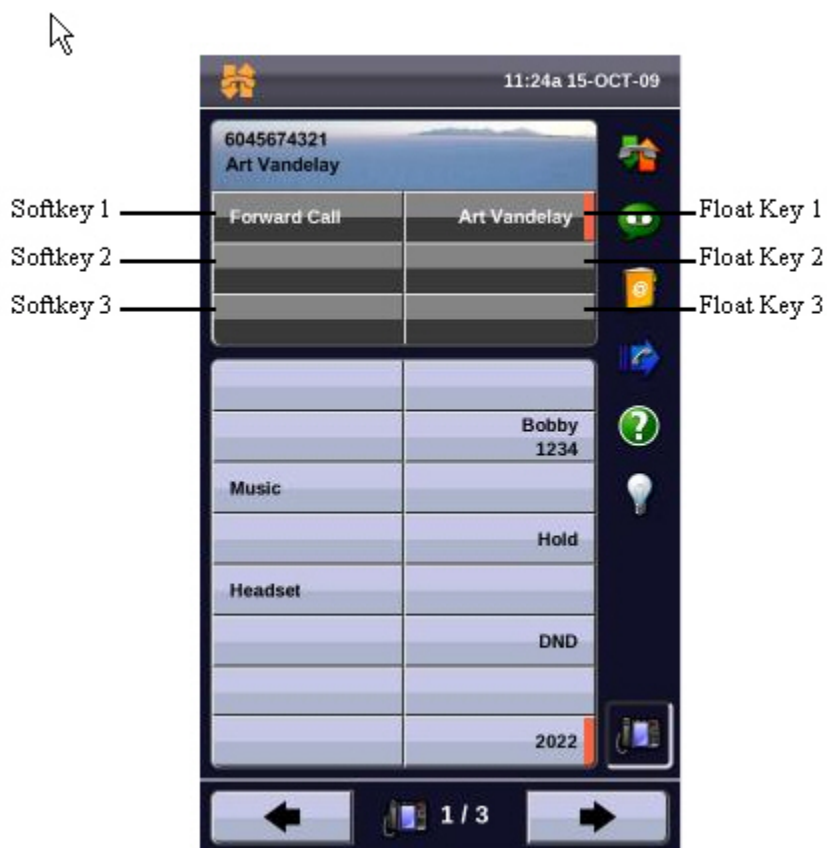 11:24a 15-OCT-09
6045674321
Art Vandelay
Softkey 1
Forward Call
Art Vandelay
Float Key 1
Softkey 2
Float Key 2
Softkey 3
Float Key 3
@
Bobby
1234
?
Music
Hold
Headset
DND
2022
1 / 3